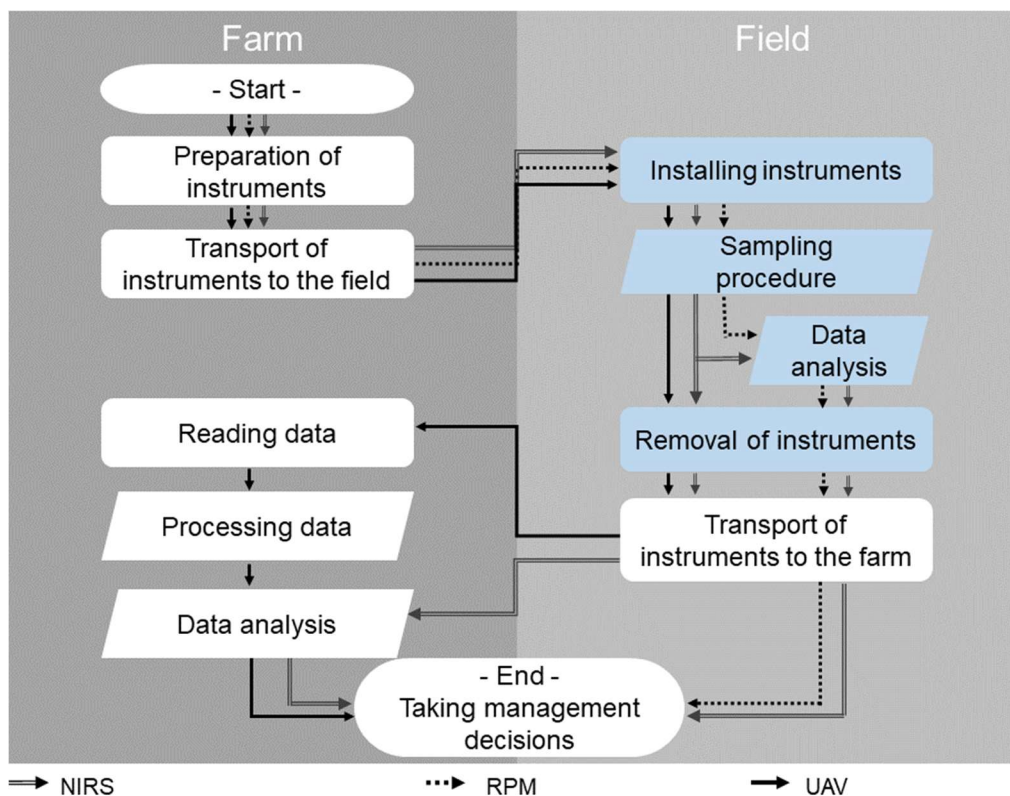 Farm
Field
- Start -
Preparation of
instruments
Transport of
instruments to the field
Installing instruments
Sampling
procedure
Data
analysis
Removal of instruments
Transport of
instruments to the farm
Reading data
Processing data
Data analysis
- End -
Taking management
decisions
NIRS
RPM
UAV